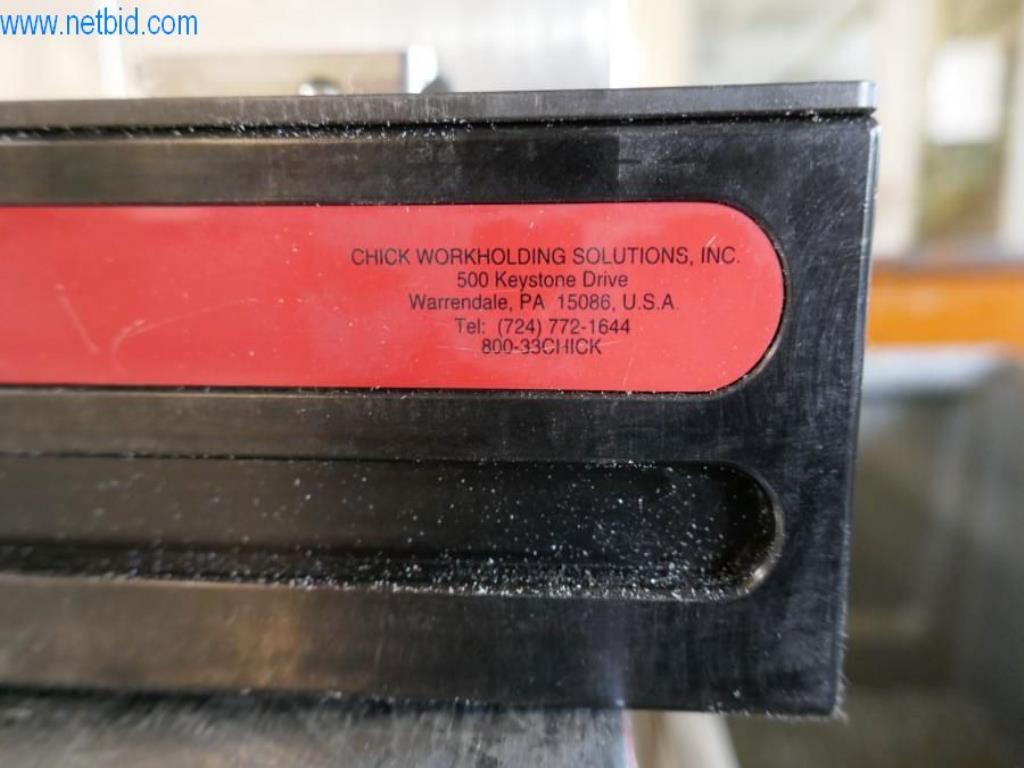 www.netbid.com
CHICK WORKHOLDING SOLUTIONS, INC.
500 Keystone Drive
Warrendale, PA 15086, U.S.A.
Tel: (724) 772-1644
800-33CHICK